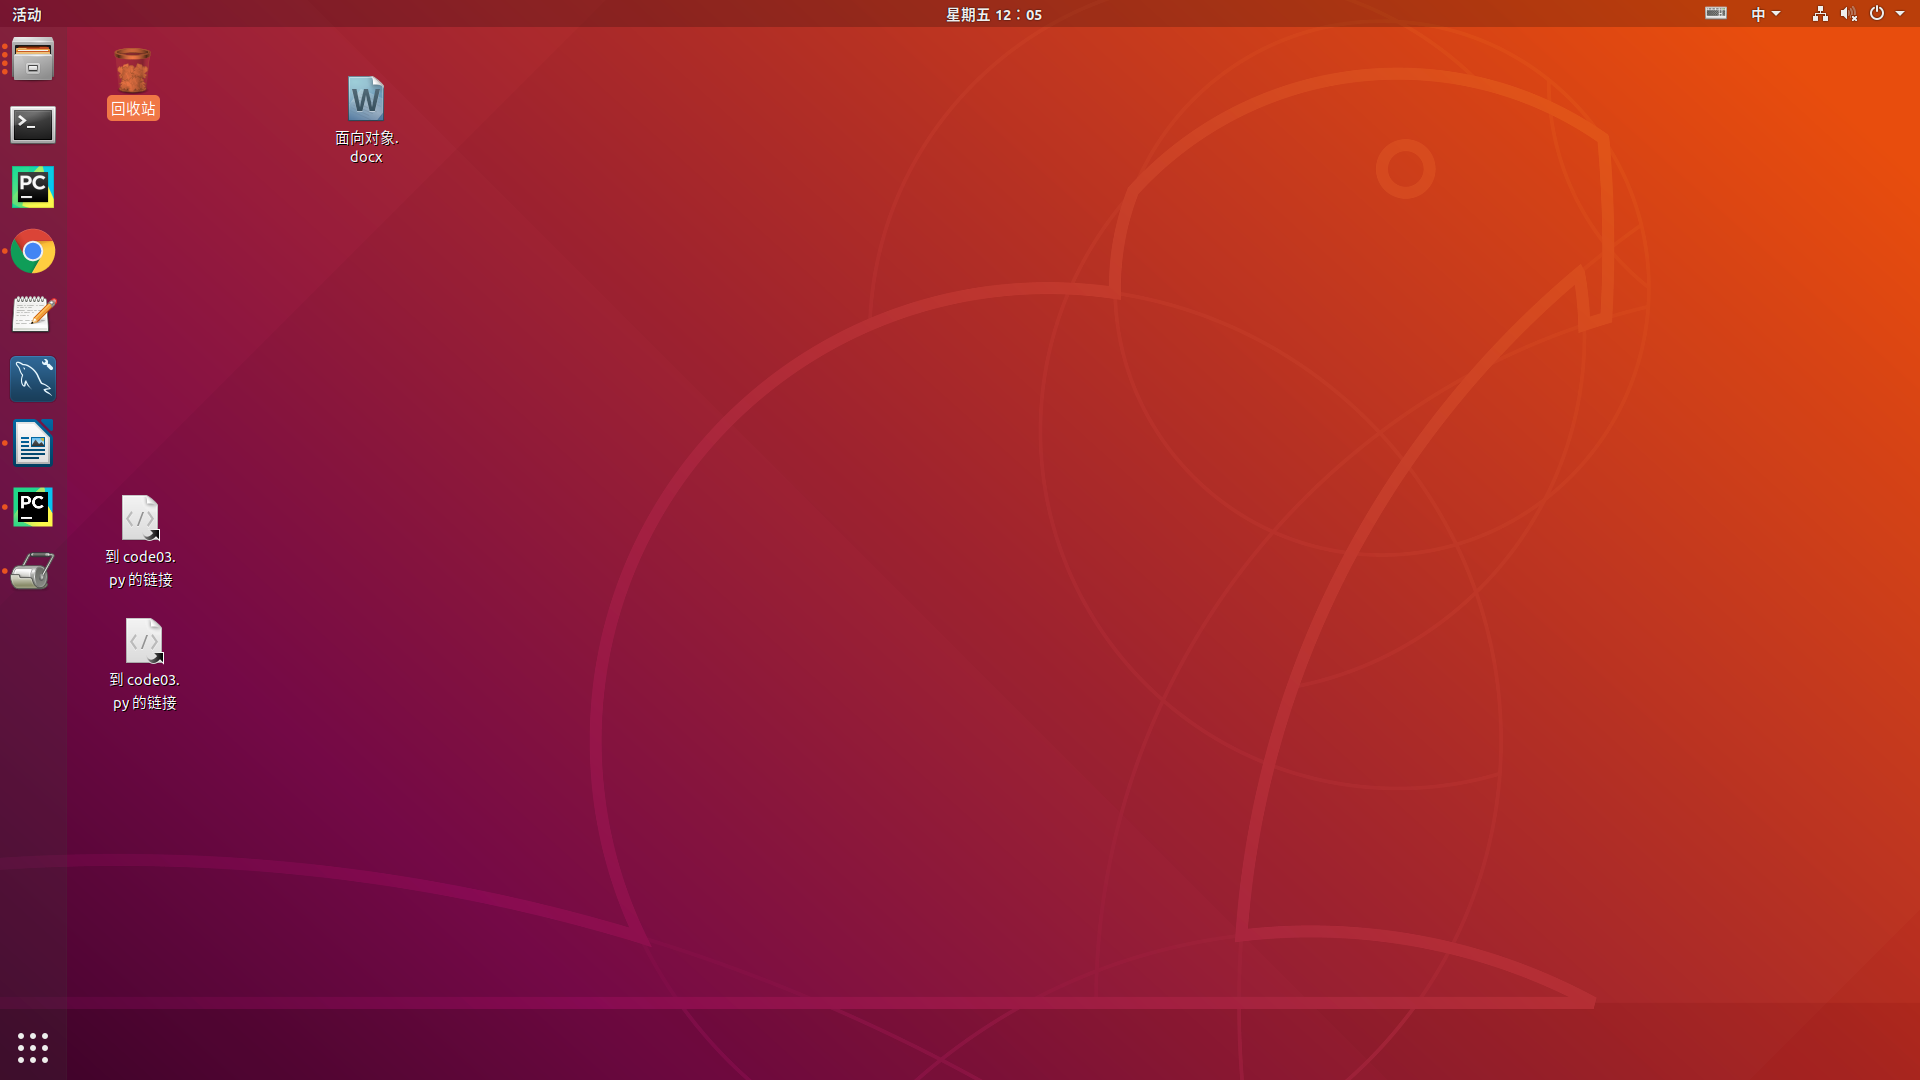 活动
星期五 12：05
中
回收站
面向对象.
docx
PC
W
PC
到 code03.
py 的链接
到 code03.
py 的链接